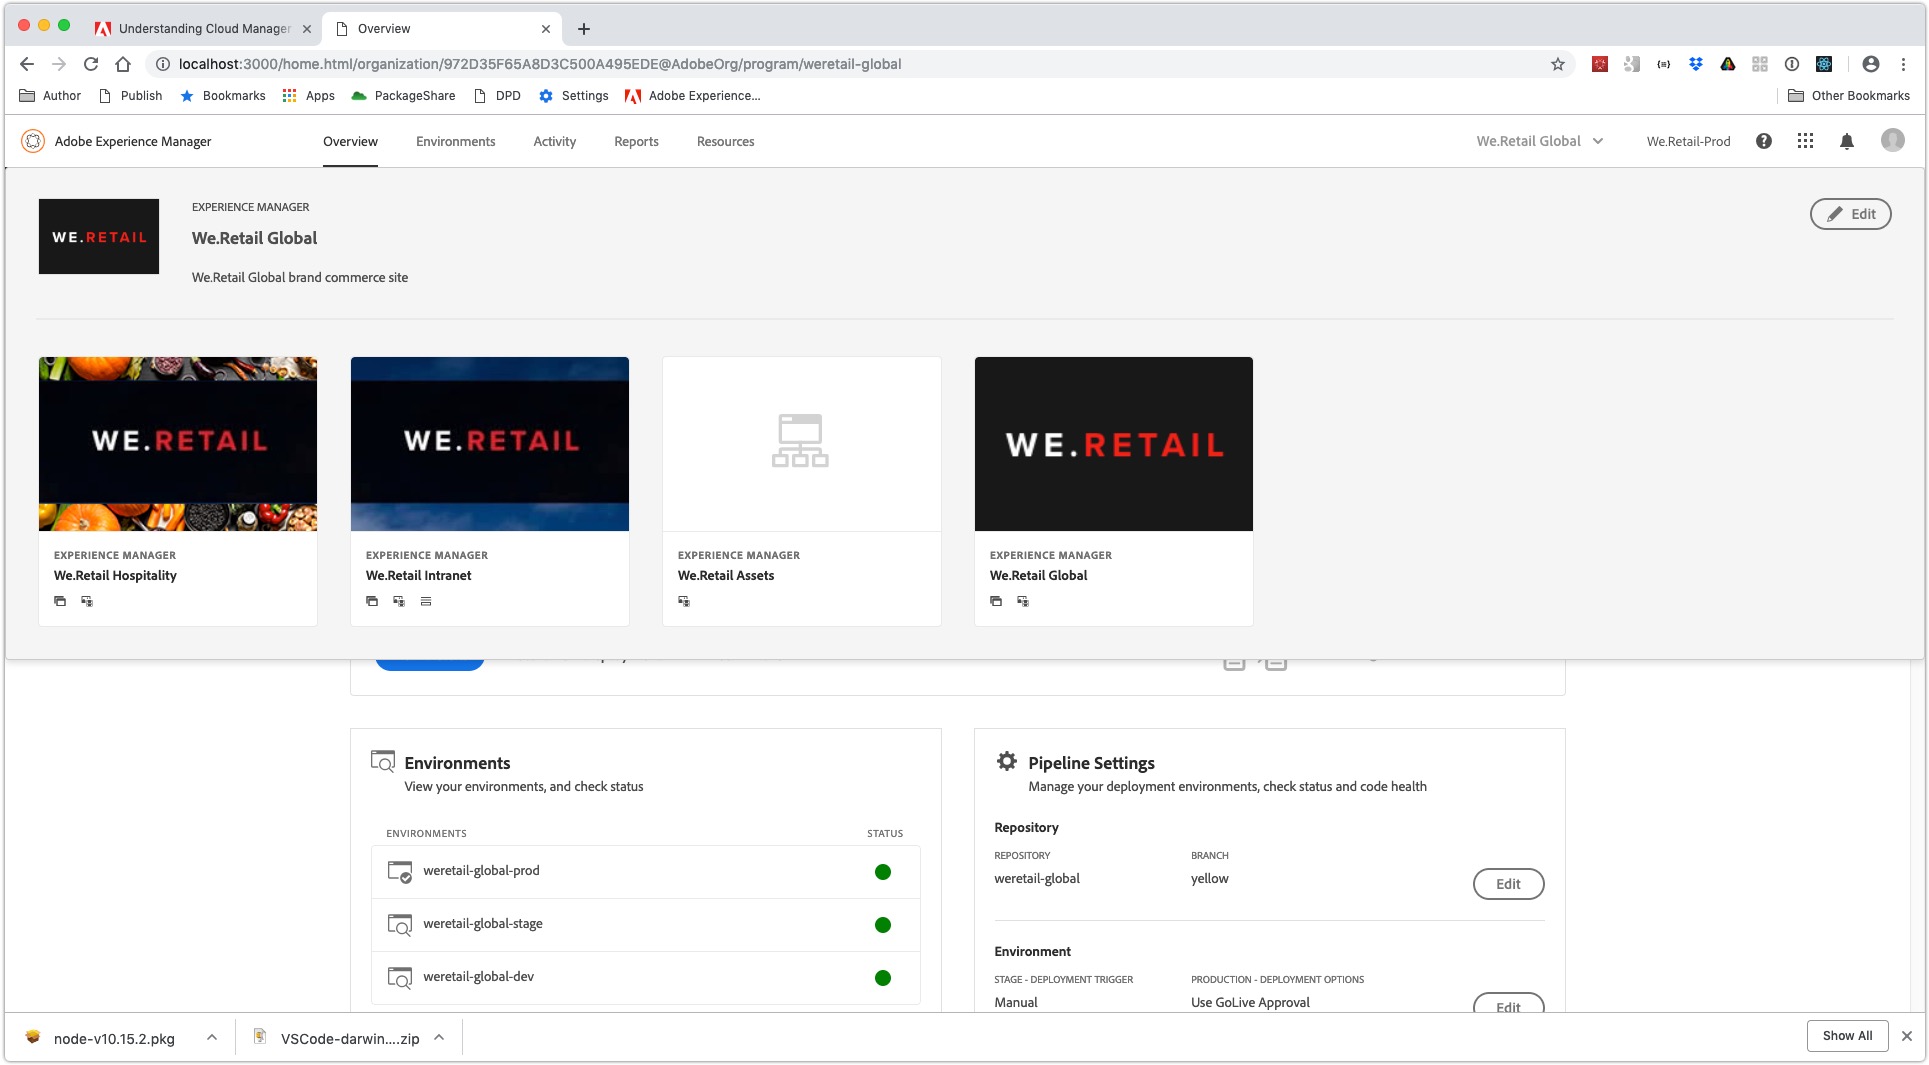 Understanding Cloud Manager
Overview
localhost:3000/home.html/organization/972D35F65A8D3C500A495EDE@AdobeOrg/program/weretail-global
Author
Publish
Bookmarks
Apps
PackageShare
DPD
Settings
Adobe Experience...
Other Bookmarks
Adobe Experience Manager
Overview
Environments
Activity
Reports
Resources
We.Retail Global
We.Retail-Prod
WE.RETAIL
EXPERIENCE MANAGER
We.Retail Global
We.Retail Global brand commerce site
Edit
WE.RETAIL
EXPERIENCE MANAGER
We.Retail Hospitality
WE.RETAIL
EXPERIENCE MANAGER
We.Retail Intranet
EXPERIENCE MANAGER
We.Retail Assets
WE.RETAIL
EXPERIENCE MANAGER
We.Retail Global
Environments
View your environments, and check status
ENVIRONMENTS
STATUS
weretail-global-prod
weretail-global-stage
weretail-global-dev
Pipeline Settings
Manage your deployment environments, check status and code health
Repository
REPOSITORY
BRANCH
weretail-global
yellow
Edit
Environment
STAGE - DEPLOYMENT TRIGGER
PRODUCTION - DEPLOYMENT OPTIONS
Manual
Use GoLive Approval
Edit
node-v10.15.2.pkg
VSCode-darwin....zip
Show All